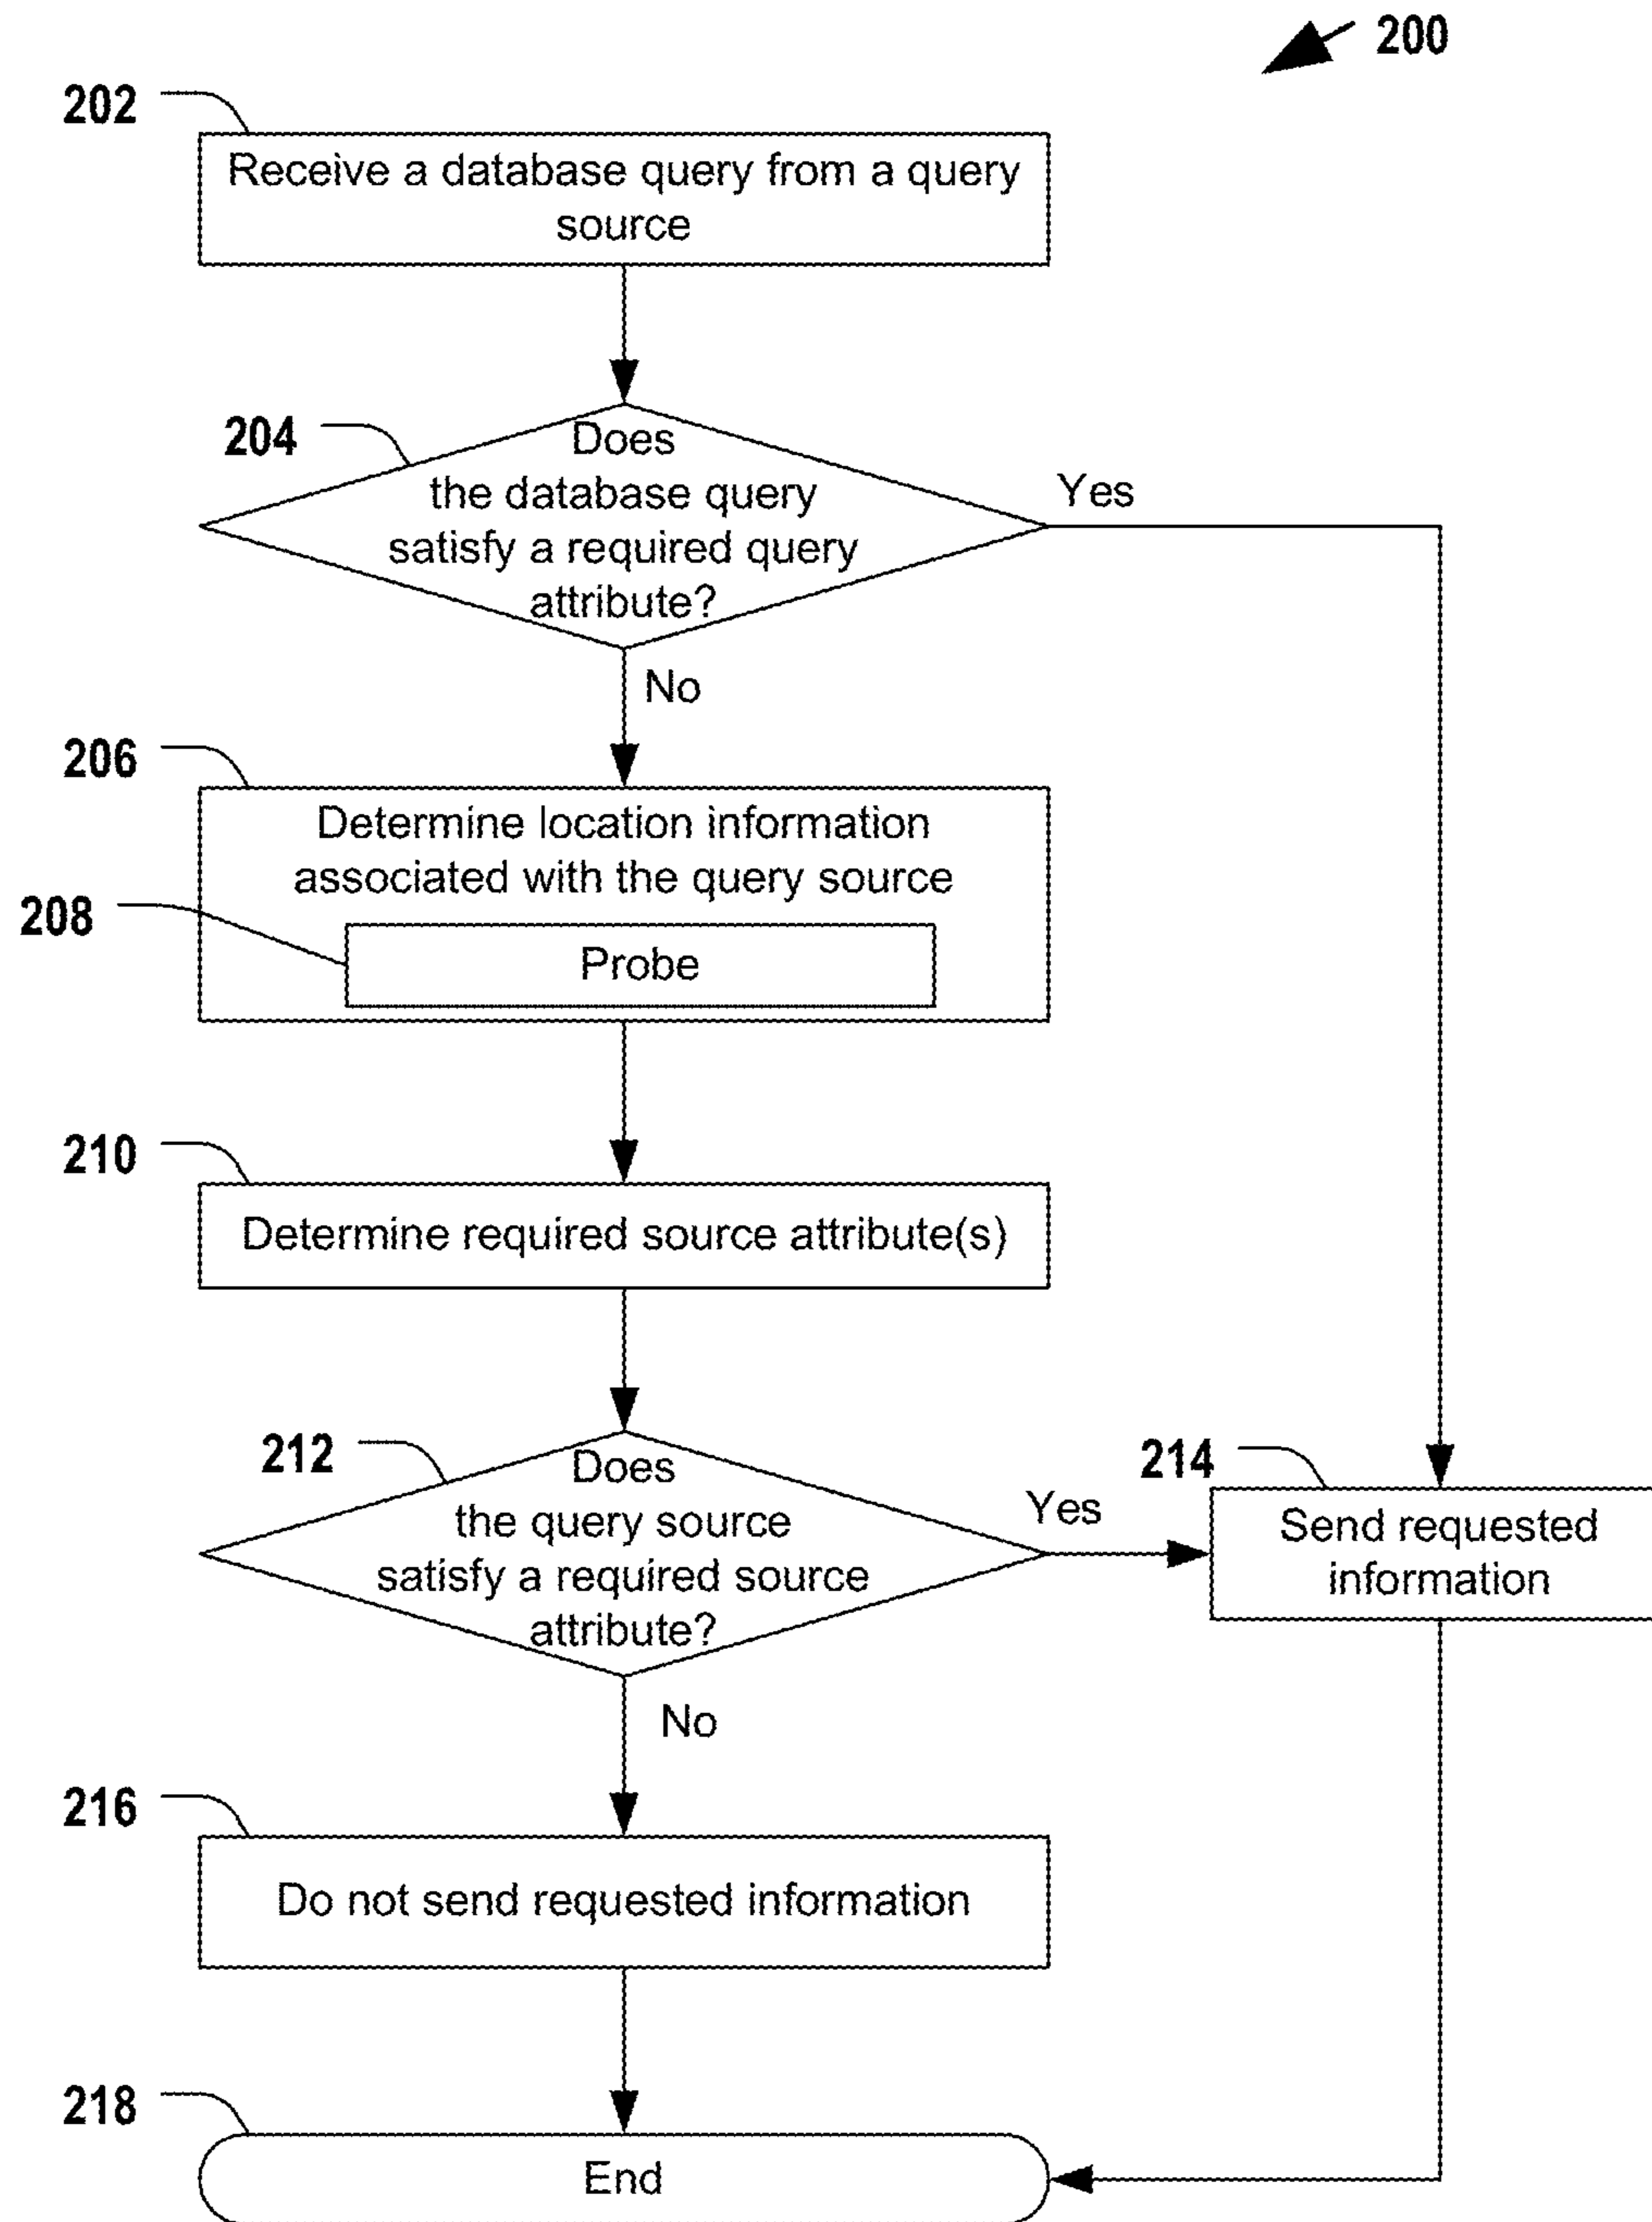 200
202
Receive a database query from a query
source
204
Does
the database query
satisfy a required query
attribute?
Yes
No
206
Determine location information
associated with the query source
208
Probe
210
Determine required source attribute(s)
212
Does
the query source
satisfy a required source
attribute?
Yes
214
Send requested
information
No
216
Do not send requested information
218
End